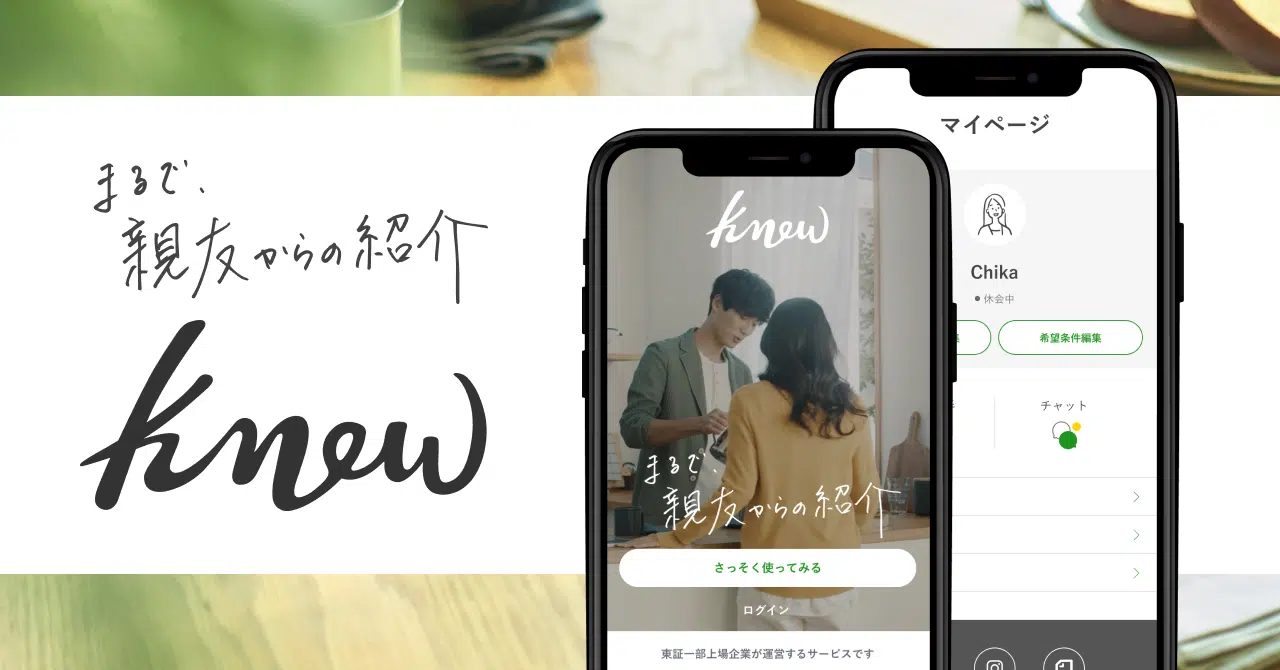 まるで、
親友からの紹介
knew
knew
まるで、
親友からの紹介
さっそく使ってみる
ログイン
東証一部上場企業が運営するサービスです
マイページ
Chika
休会中
希望条件編集
チャット